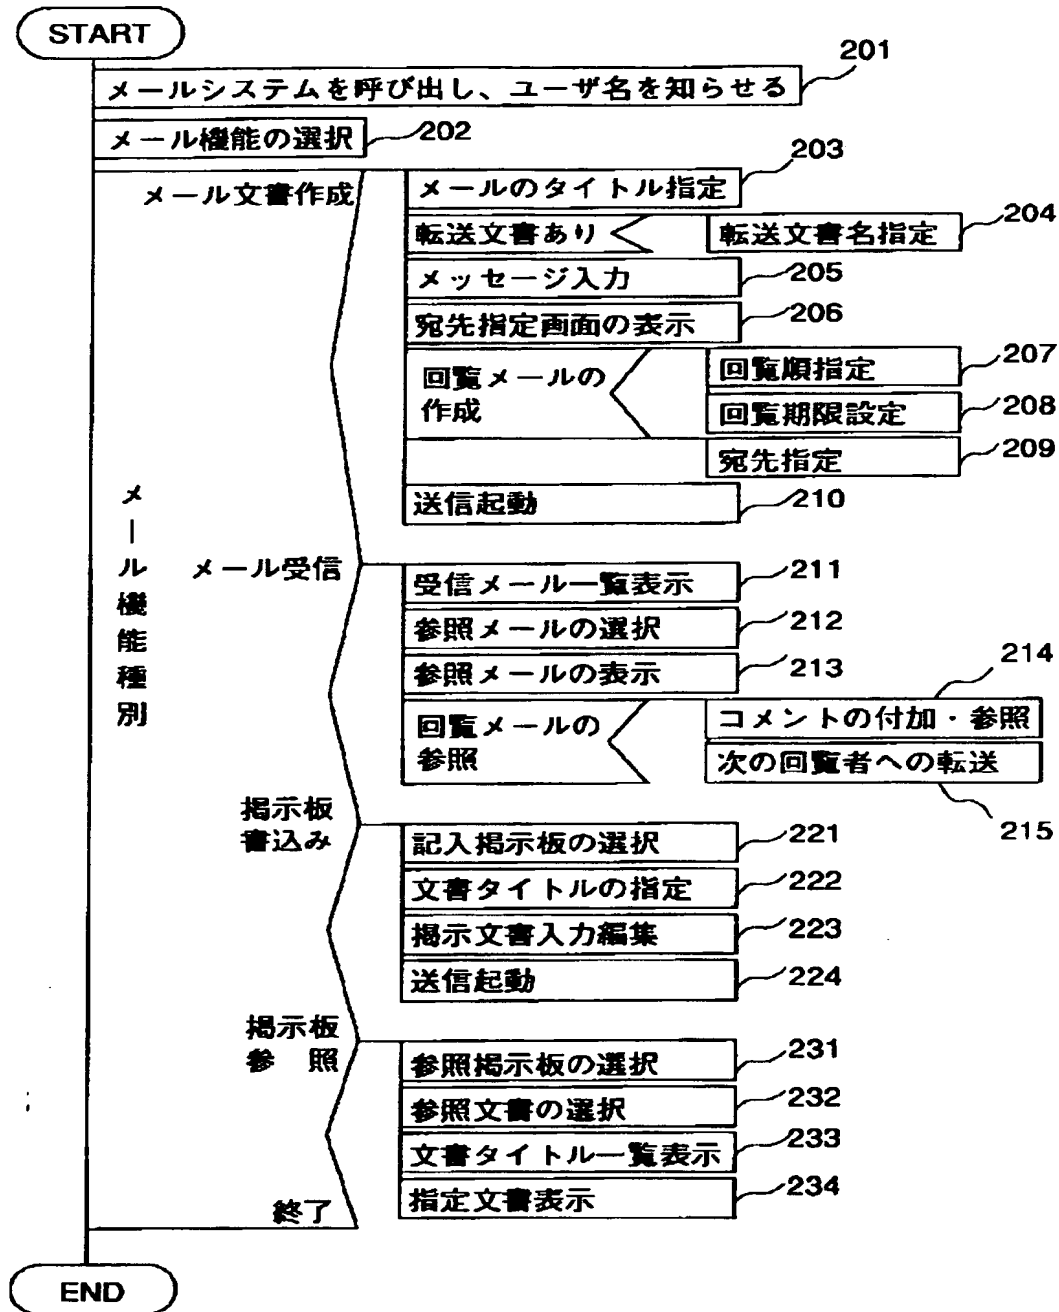 START
201
メールシステムを呼び出し、ユーザ名を知らせる
メール機能の選択 202
203
メール文書作成 メールのタイトル指定
204
転送文書あり 転送文書名指定
メッセージ入力 205
宛先指定画面の表示 206
回覧メールの
作成
回覧順指定 207
回覧期限設定 208
宛先指定 209
送信起動 210
メール機能種別
メール受信 受信メール一覧表示 211
参照メールの選択 212
参照メールの表示 213
214
回覧メールの
参照
コメントの付加・参照
次の回覧者への転送
215
掲示板
書込み
記入掲示板の選択 221
文書タイトルの指定 222
掲示文書入力編集 223
送信起動 224
掲示板
参照
参照掲示板の選択 231
参照文書の選択 232
文書タイトル一覧表示 233
指定文書表示 234
終了
END